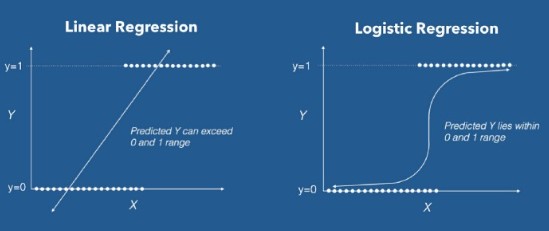 Linear Regression
y=1
Y
Predicted Y can exceed
0 and 1 range
y=0
X
Logistic Regression
y=1
Y
Predicted Y lies within
0 and 1 range
y=0
X